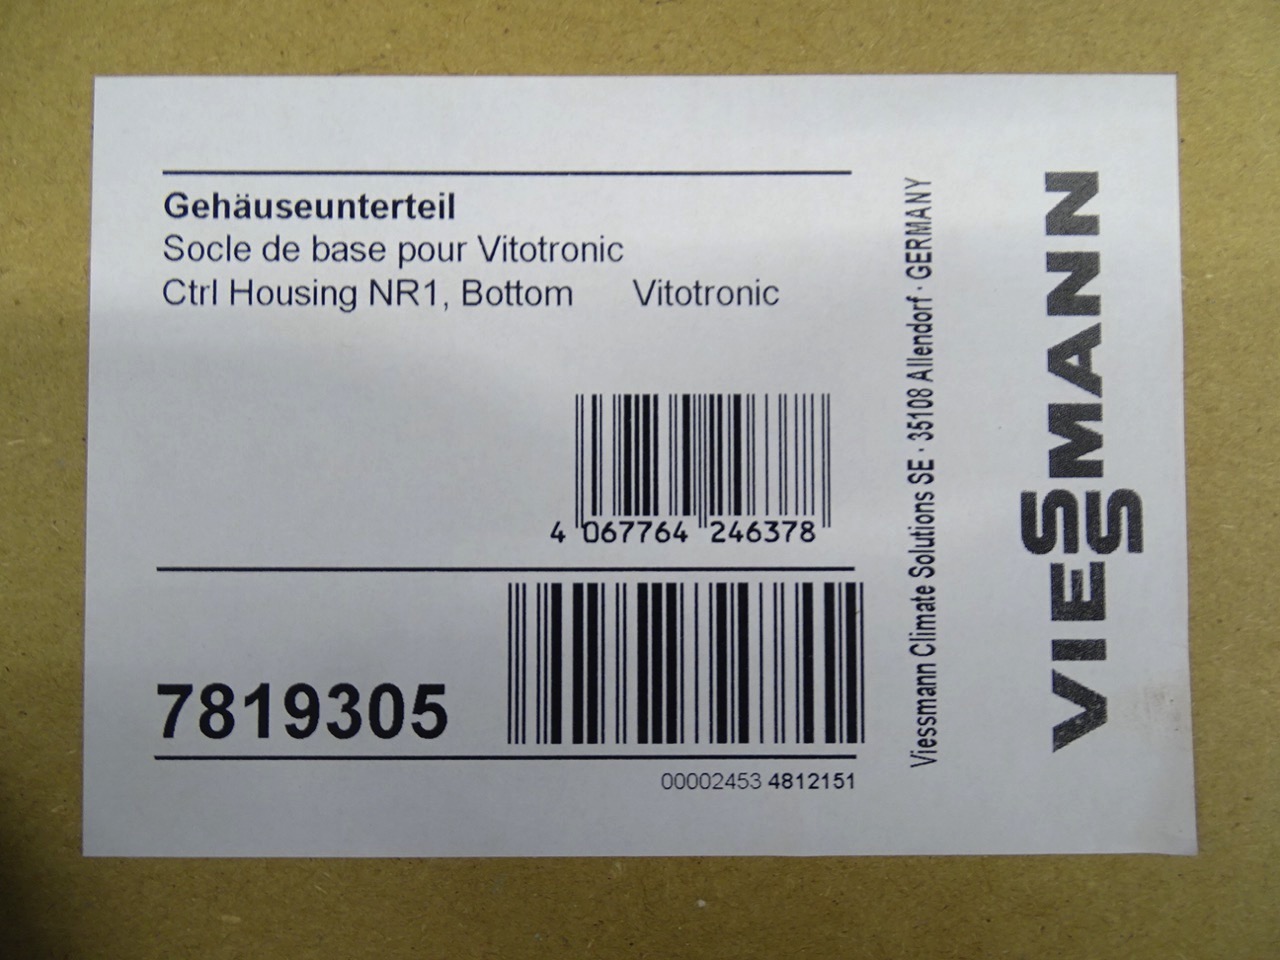 Gehäuseunterteil
Socle de base pour Vitotronic
Ctrl Housing NR1, Bottom Vitotronic
4 067764 246378
7819305
00002453 4812151
Viessmann Climate Solutions SE · 35108 Allendorf · GERMANY
VIESSMANN